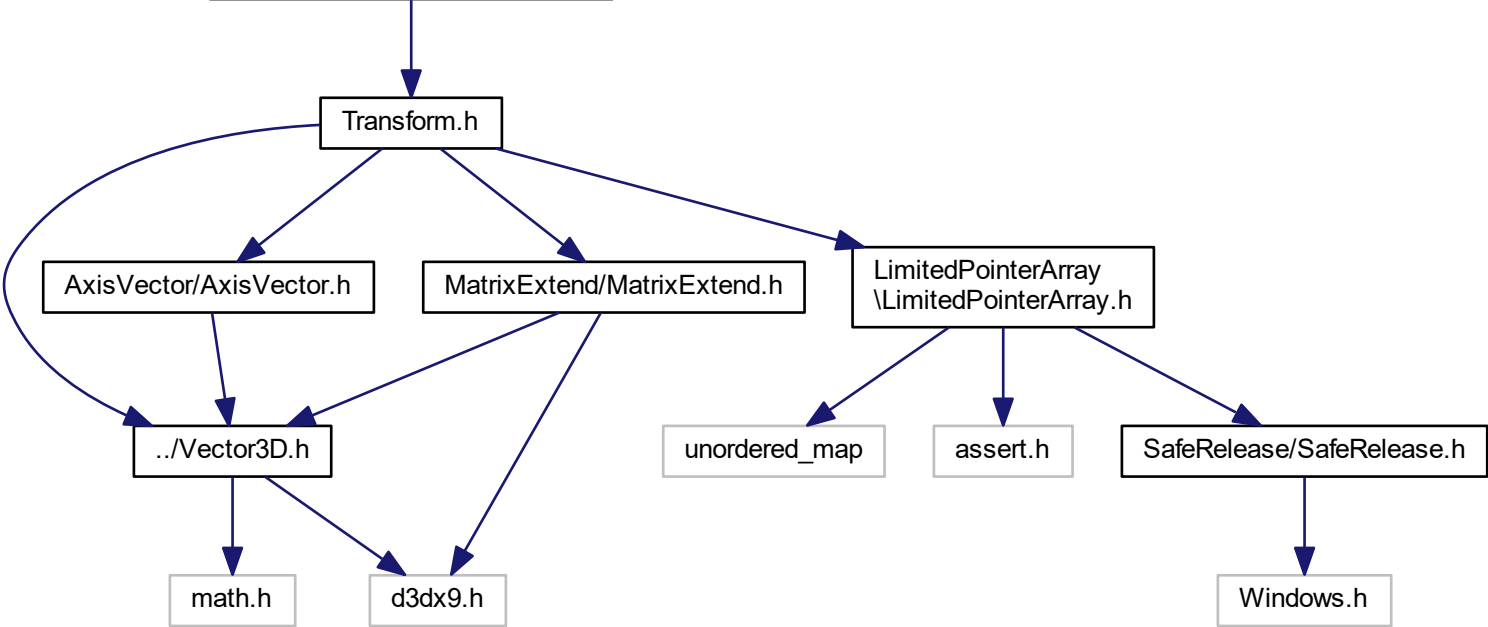 Transform.h
AxisVector/AxisVector.h
MatrixExtend/MatrixExtend.h
LimitedPointerArray
\LimitedPointerArray.h
../Vector3D.h
unordered_map
assert.h
SafeRelease/SafeRelease.h
math.h
d3dx9.h
Windows.h